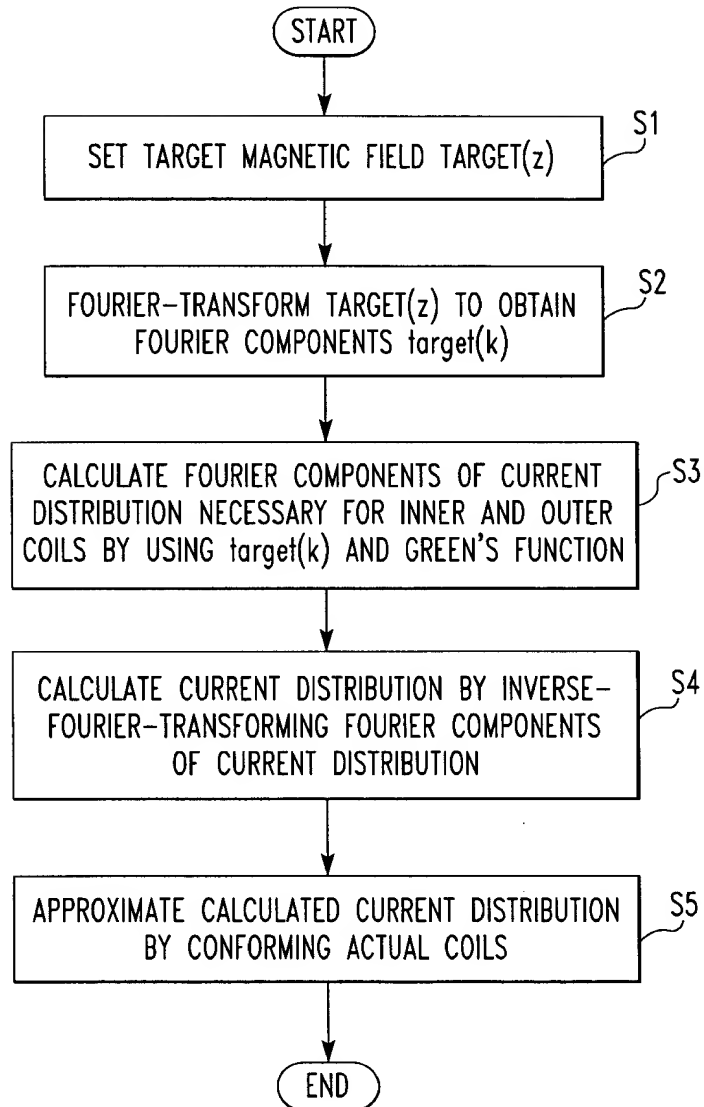 START
S1
SET TARGET MAGNETIC FIELD TARGET(z)
S2
FOURIER-TRANSFORM TARGET(z) TO OBTAIN
FOURIER COMPONENTS target(k)
S3
CALCULATE FOURIER COMPONENTS OF CURRENT
DISTRIBUTION NECESSARY FOR INNER AND OUTER
COILS BY USING target(k) AND GREEN'S FUNCTION
S4
CALCULATE CURRENT DISTRIBUTION BY INVERSE-
FOURIER-TRANSFORMING FOURIER COMPONENTS
OF CURRENT DISTRIBUTION
S5
APPROXIMATE CALCULATED CURRENT DISTRIBUTION
BY CONFORMING ACTUAL COILS
END